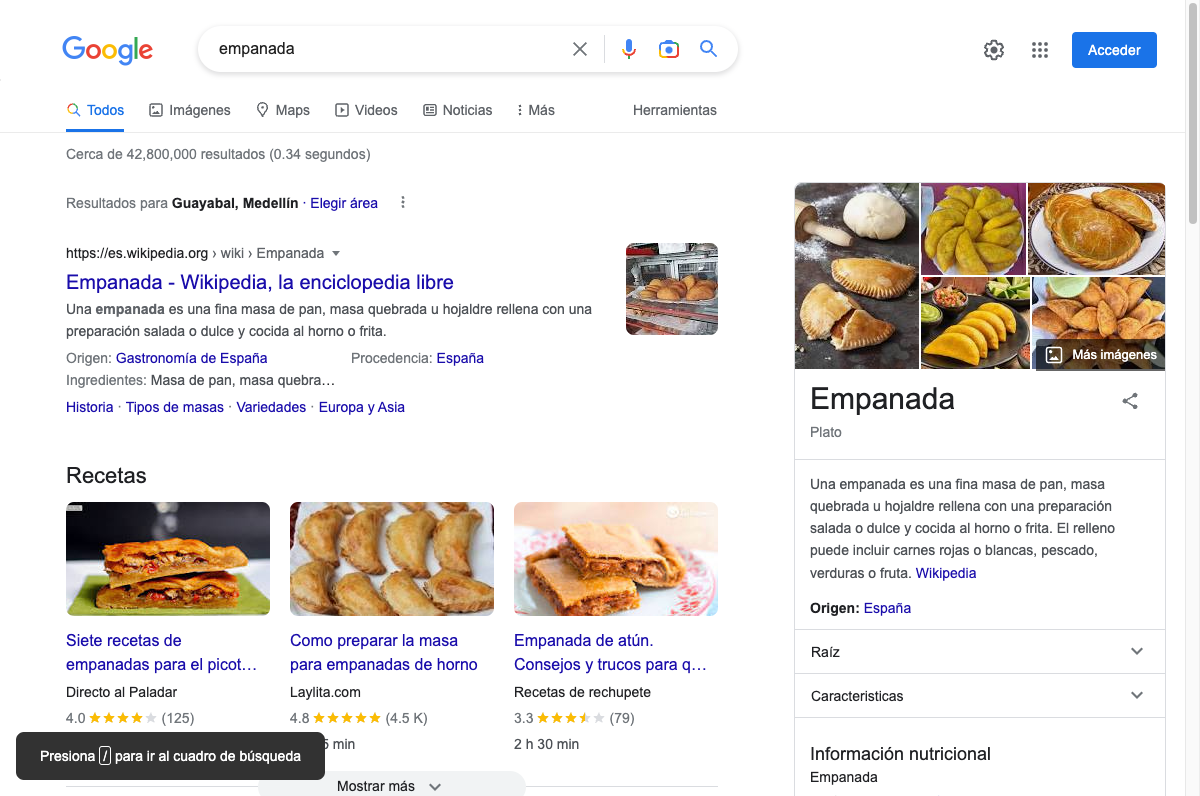 Google
empanada
Acceder
Todos
Imágenes
Maps
Videos
Noticias
Más
Herramientas
Cerca de 42,800,000 resultados (0.34 segundos)
Resultados para Guayabal, Medellín · Elegir área
https://es.wikipedia.org › wiki › Empanada
Empanada - Wikipedia, la enciclopedia libre
Una empanada es una fina masa de pan, masa quebrada u hojaldre rellena con una
preparación salada o dulce y cocida al horno o frita.
Origen: Gastronomía de España
Procedencia: España
Ingredientes: Masa de pan, masa quebra…
Historia · Tipos de masas · Variedades · Europa y Asia
Recetas
Siete recetas de
empanadas para el picot…
Directo al Paladar
4.0 (125)
Como preparar la masa
para empanadas de horno
Laylita.com
4.8 (4.5 K)
5 min
Empanada de atún.
Consejos y trucos para q…
Recetas de rechupete
3.3 (79)
2 h 30 min
Presiona / para ir al cuadro de búsqueda
Mostrar más
Más imágenes
Empanada
Plato
Una empanada es una fina masa de pan, masa
quebrada u hojaldre rellena con una preparación
salada o dulce y cocida al horno o frita. El relleno
puede incluir carnes rojas o blancas, pescado,
verduras o fruta. Wikipedia
Origen: España
Raíz
Caracteristicas
Información nutricional
Empanada